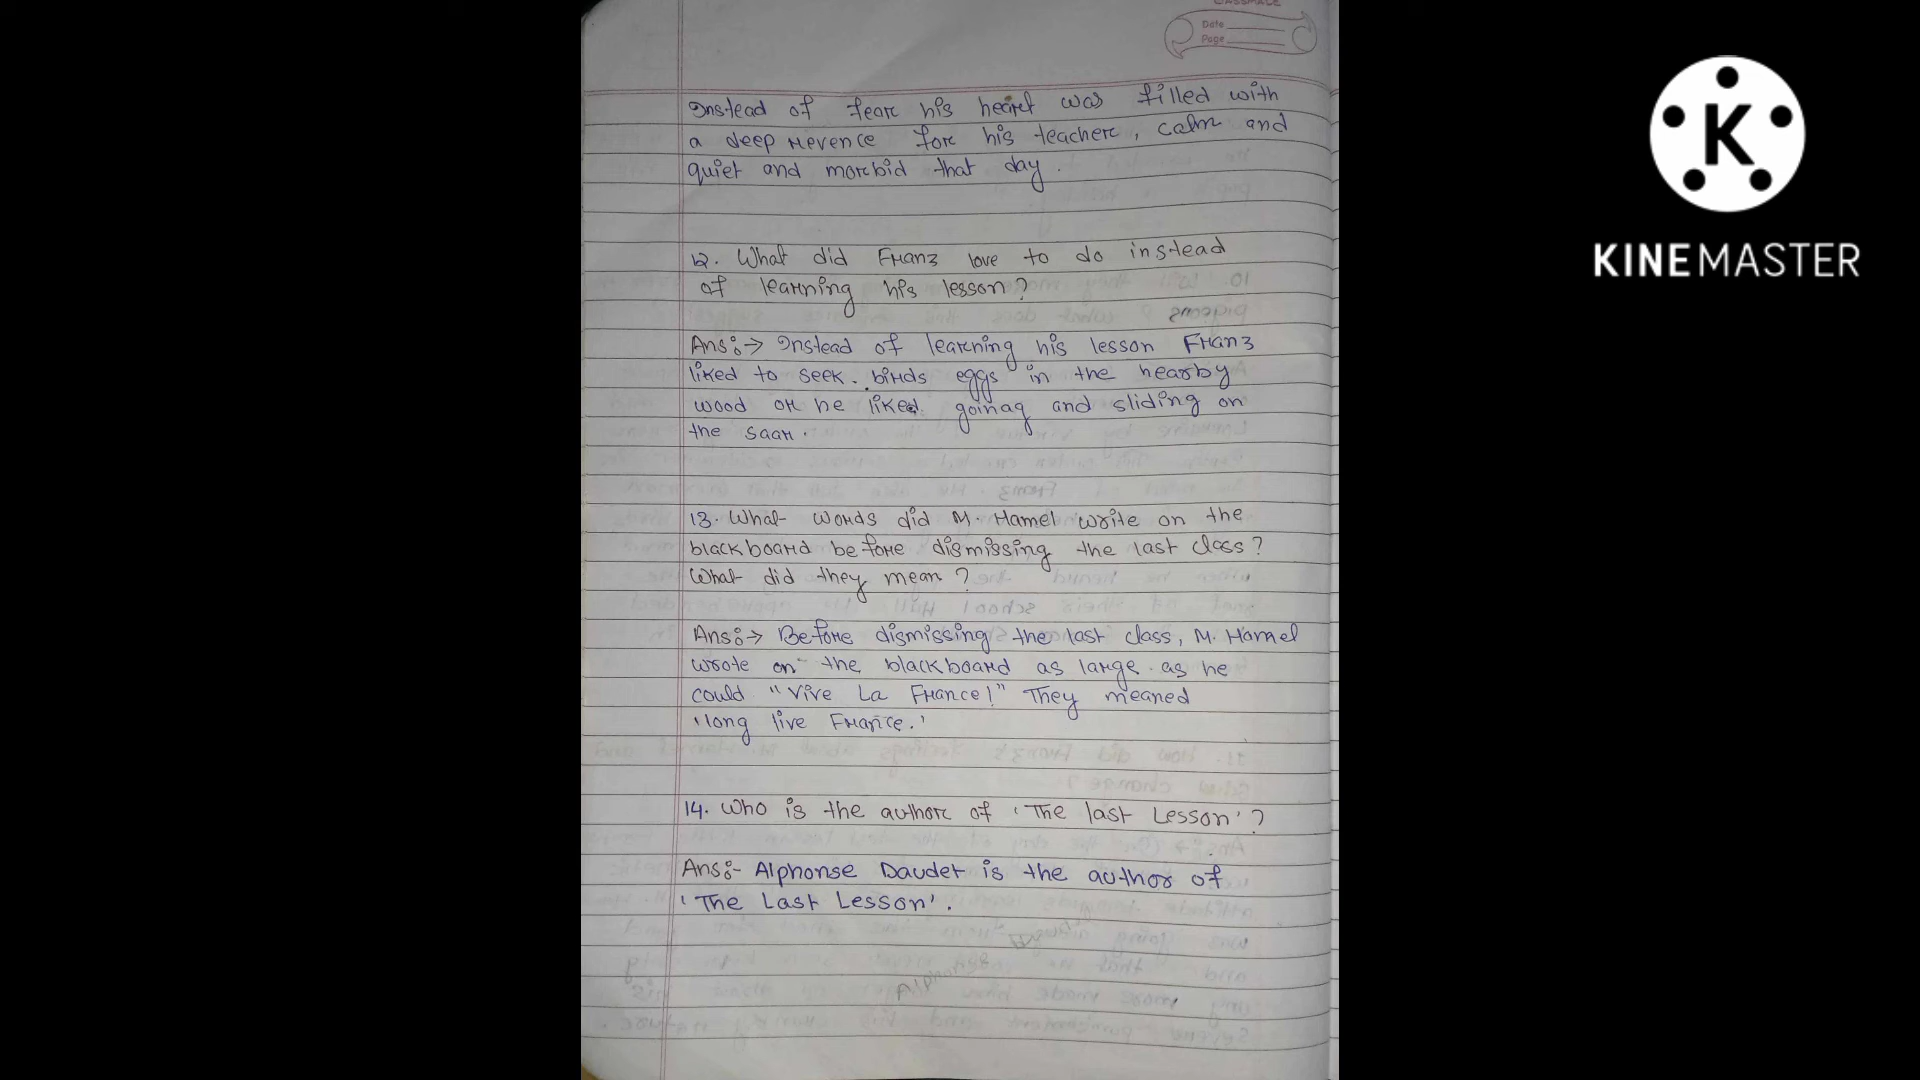 CLASSMATE
Date
Page
Instead of fear his heart was filled with
a deep revence for his teacher, calm and
quiet and morbid that day.
12. What did Franz love to do instead
of learning his lesson?
Ans:→ Instead of learning his lesson Franz
liked to seek birds eggs in the nearby
wood or he liked goinag and sliding on
the saar.
13. What words did M. Hamel write on the
blackboard before dismissing the last class?
What did they mean?
Ans:→ Before dismissing the last class, M. Hamel
wrote on the blackboard as large as he
could "Vive La France!" They meaned
'long live France.'
14. Who is the author of 'The last Lesson'?
Ans:- Alphonse Daudet is the author of
'The Last Lesson'.
K
KINEMASTER